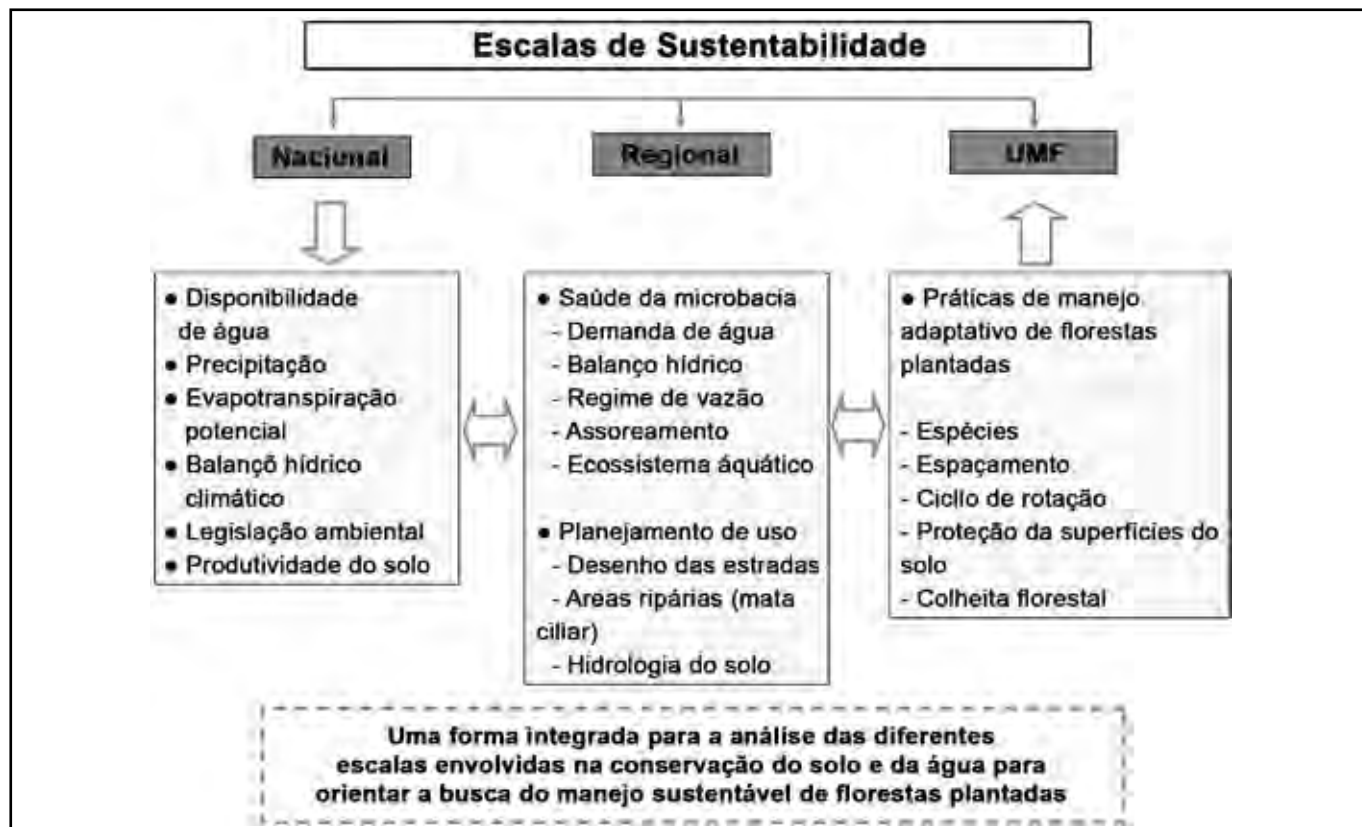 Escalas de Sustentabilidade
Nacional
Regional
UMF
● Disponibilidade
de água
● Precipitação
● Evapotranspiração
potencial
● Balançõ hídrico
climático
● Legislação ambiental
● Produtividade do solo
● Saúde da microbacia
- Demanda de água
- Balanço hídrico
- Regime de vazão
- Assoreamento
- Ecossistema áquático
● Planejamento de uso
- Desenho das estradas
- Areas ripárias (mata
ciliar)
- Hidrologia do solo
● Práticas de manejo
adaptativo de florestas
plantadas
- Espécies
- Espaçamento
- Cicllo de rotação
- Proteção da superfícies do
solo
- Colheita florestal
Uma forma integrada para a análise das diferentes
escalas envolvidas na conservação do solo e da água para
orientar a busca do manejo sustentável de florestas plantadas